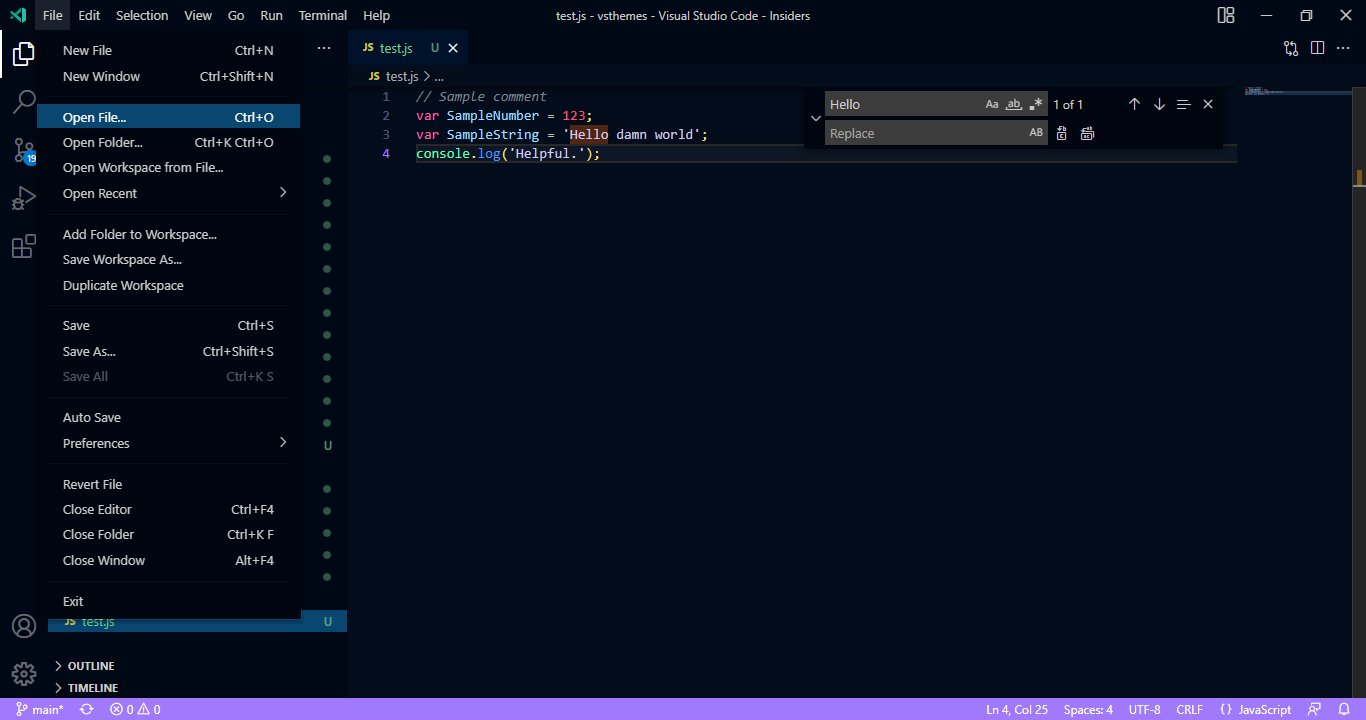 File Edit Selection View Go Run Terminal Help
test.js - vsthemes - Visual Studio Code - Insiders
New File Ctrl+N
New Window Ctrl+Shift+N
Open File... Ctrl+O
Open Folder... Ctrl+K Ctrl+O
Open Workspace from File...
Open Recent
Add Folder to Workspace...
Save Workspace As...
Duplicate Workspace
Save Ctrl+S
Save As... Ctrl+Shift+S
Save All Ctrl+K S
Auto Save
Preferences
Revert File
Close Editor Ctrl+F4
Close Folder Ctrl+K F
Close Window Alt+F4
Exit
19
U
JS test.js U
OUTLINE
TIMELINE
JS test.js U
JS test.js > ...
1 // Sample comment
2 var SampleNumber = 123;
3 var SampleString = 'Hello damn world';
4 console.log('Helpful.');
Hello Aa ab .* 1 of 1
Replace AB
main* 0 0
Ln 4, Col 25 Spaces: 4 UTF-8 CRLF {} JavaScript